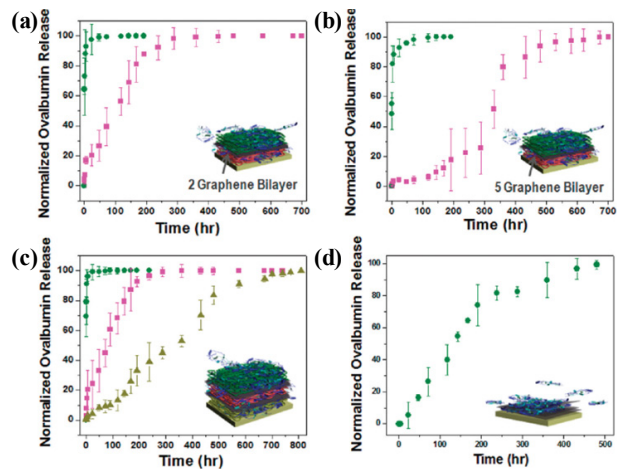 (a)
Normalized Ovalbumin Release
100
80
60
40
20
0
2 Graphene Bilayer
0 100 200 300 400 500 600 700
Time (hr)
(b)
Normalized Ovalbumin Release
100
80
60
40
20
0
5 Graphene Bilayer
0 100 200 300 400 500 600 700
Time (hr)
(c)
Normalized Ovalbumin Release
100
80
60
40
20
0
0 100 200 300 400 500 600 700 800
Time (hr)
(d)
Normalized Ovalbumin Release
100
80
60
40
20
0
0 100 200 300 400 500
Time (hr)